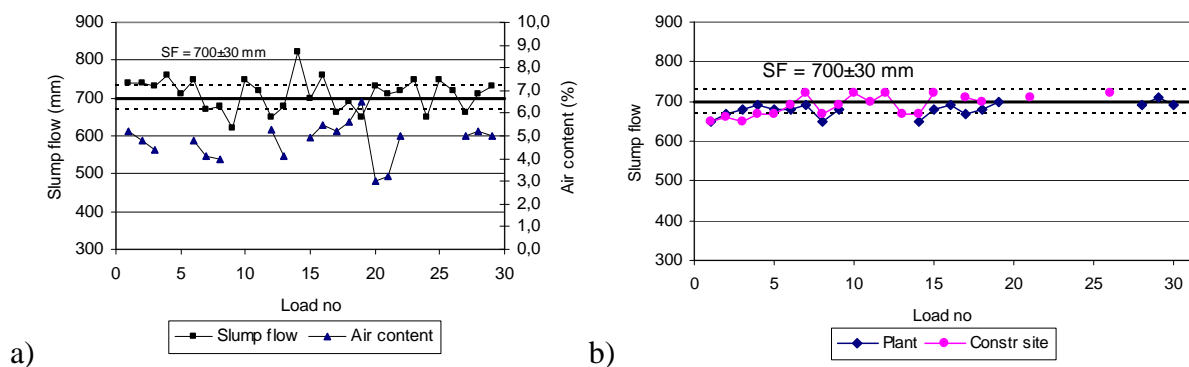 900
800
700
600
500
400
300
Slump flow (mm)
SF = 700±30 mm
10,0
9,0
8,0
7,0
6,0
5,0
4,0
3,0
2,0
1,0
0,0
Air content (%)
0 5 10 15 20 25 30
Load no
Slump flow Air content
a)
900
800
700
600
500
400
300
Slump flow
SF = 700±30 mm
0 5 10 15 20 25 30
Load no
Plant Constr site
b)